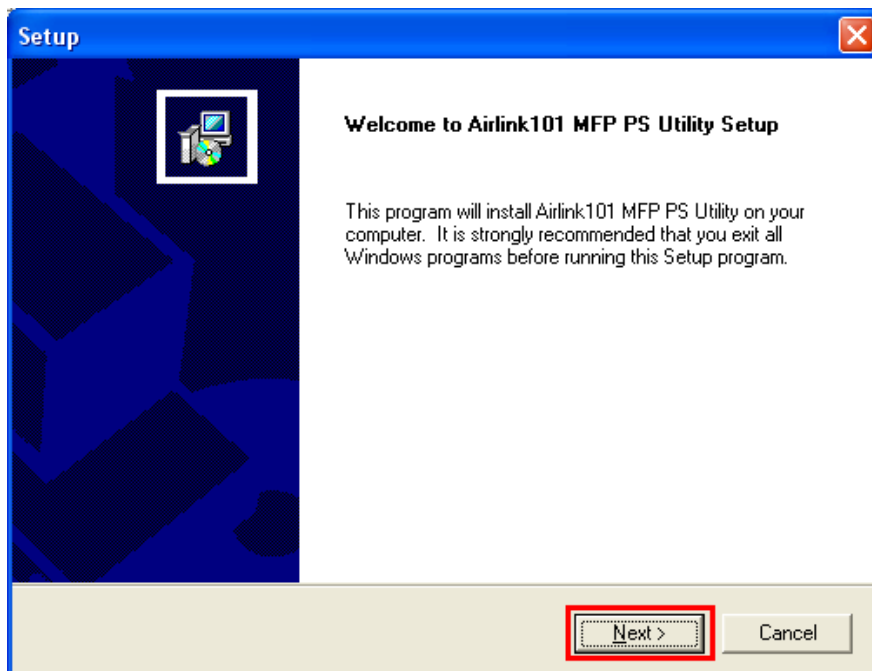 Setup
Welcome to Airlink101 MFP PS Utility Setup
This program will install Airlink101 MFP PS Utility on your
computer. It is strongly recommended that you exit all
Windows programs before running this Setup program.
Next >
Cancel